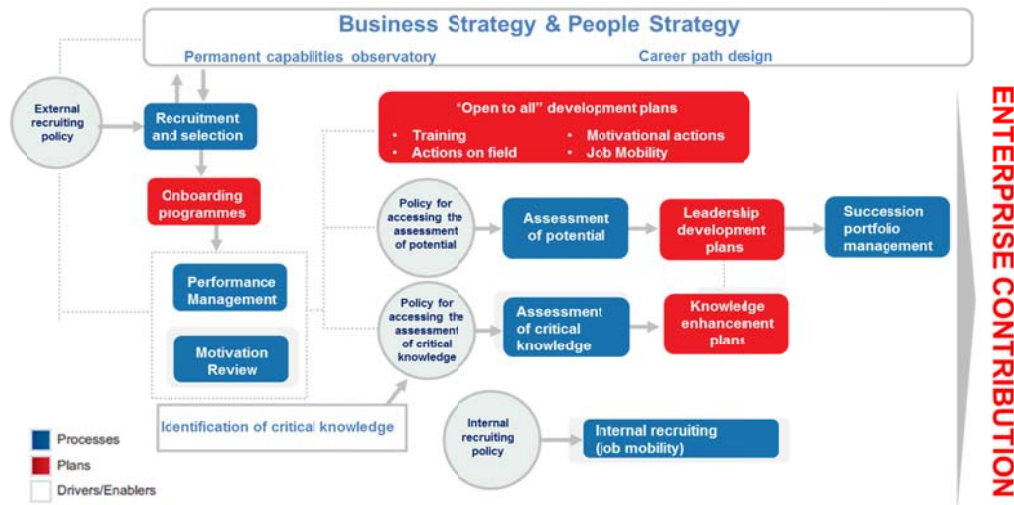 Business Strategy & People Strategy
Permanent capabilities observatory
Career path design
External
recruiting
policy
Recruitment
and selection
"Open to all" development plans
• Training
• Actions on field
• Motivational actions
• Job Mobility
Onboarding
programmes
Policy for
accessing the
assessment
of potential
Assessment
of potential
Leadership
development
plans
Succession
portfolio
management
Performance
Management
Motivation
Review
Policy for
accessing the
assessment
of critical
knowledge
Assessment
of critical
knowledge
Knowledge
enhancement
plans
Identification of critical knowledge
Internal
recruiting
policy
Internal recruiting
(job mobility)
Processes
Plans
Drivers/Enablers
ENTERPRISE CONTRIBUTION